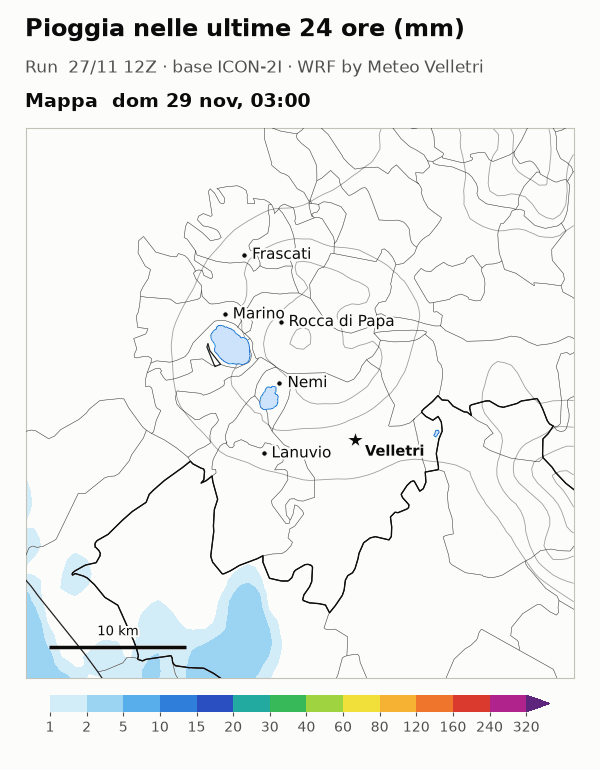 Pioggia nelle ultime 24 ore (mm)
Run  27/11 12Z · base ICON-2I · WRF by Meteo Velletri
Mappa  dom 29 nov, 03:00
Frascati
Marino
Rocca di Papa
Nemi
Velletri
Lanuvio
10 km
1 2 5 10 15 20 30 40 60 80 120 160 240 320